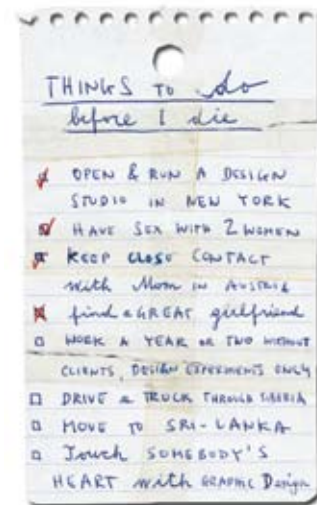 THINGS TO do
before I die
OPEN & RUN A DESIGN
STUDIO IN NEW YORK
HAVE SEX WITH 2 WOMEN
KEEP CLOSE CONTACT
with Mom IN AUSTRIA
find a GREAT girlfriend
WORK A YEAR OR TWO WITHOUT
CLIENTS, DESIGN EXPERIMENTS ONLY
DRIVE A TRUCK THROUGH SIBERIA
MOVE TO SRI-LANKA
Touch SOMEBODY'S
HEART with GRAPHIC Design